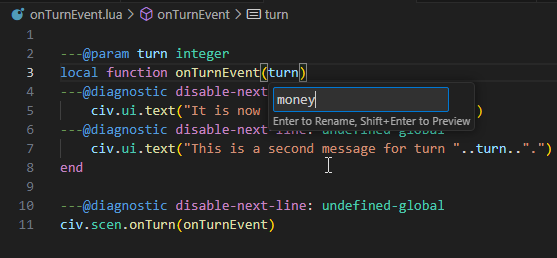 onTurnEvent.lua > onTurnEvent > turn
1
2 ---@param turn integer
3 local function onTurnEvent(turn)
4 ---@diagnostic disable-next
money
5 civ.ui.text("It is now )
Enter to Rename, Shift+Enter to Preview
6 ---@diagnostic disable-next-line: undefined-global
7 civ.ui.text("This is a second message for turn "..turn..".")
8 end
9
10 ---@diagnostic disable-next-line: undefined-global
11 civ.scen.onTurn(onTurnEvent)